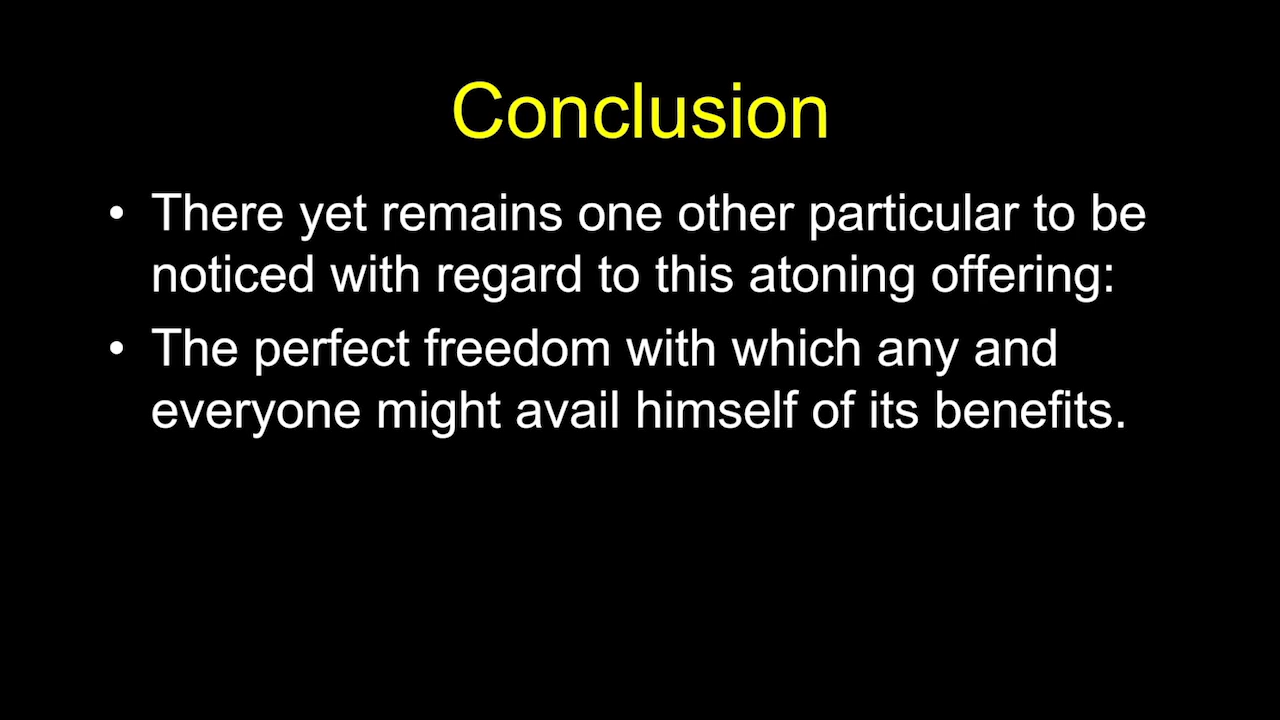 Conclusion
• There yet remains one other particular to be
noticed with regard to this atoning offering:
• The perfect freedom with which any and
everyone might avail himself of its benefits.